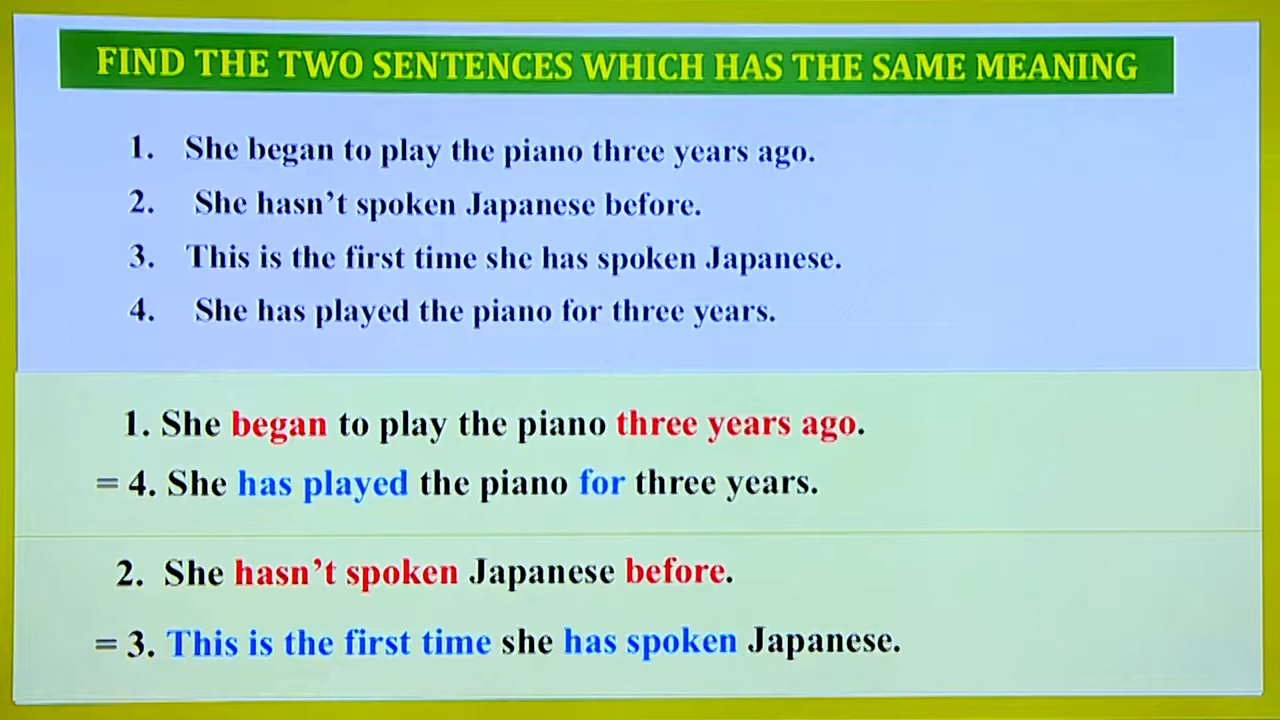 FIND THE TWO SENTENCES WHICH HAS THE SAME MEANING
1. She began to play the piano three years ago.
2. She hasn’t spoken Japanese before.
3. This is the first time she has spoken Japanese.
4. She has played the piano for three years.
1. She began to play the piano three years ago.
= 4. She has played the piano for three years.
2. She hasn’t spoken Japanese before.
= 3. This is the first time she has spoken Japanese.